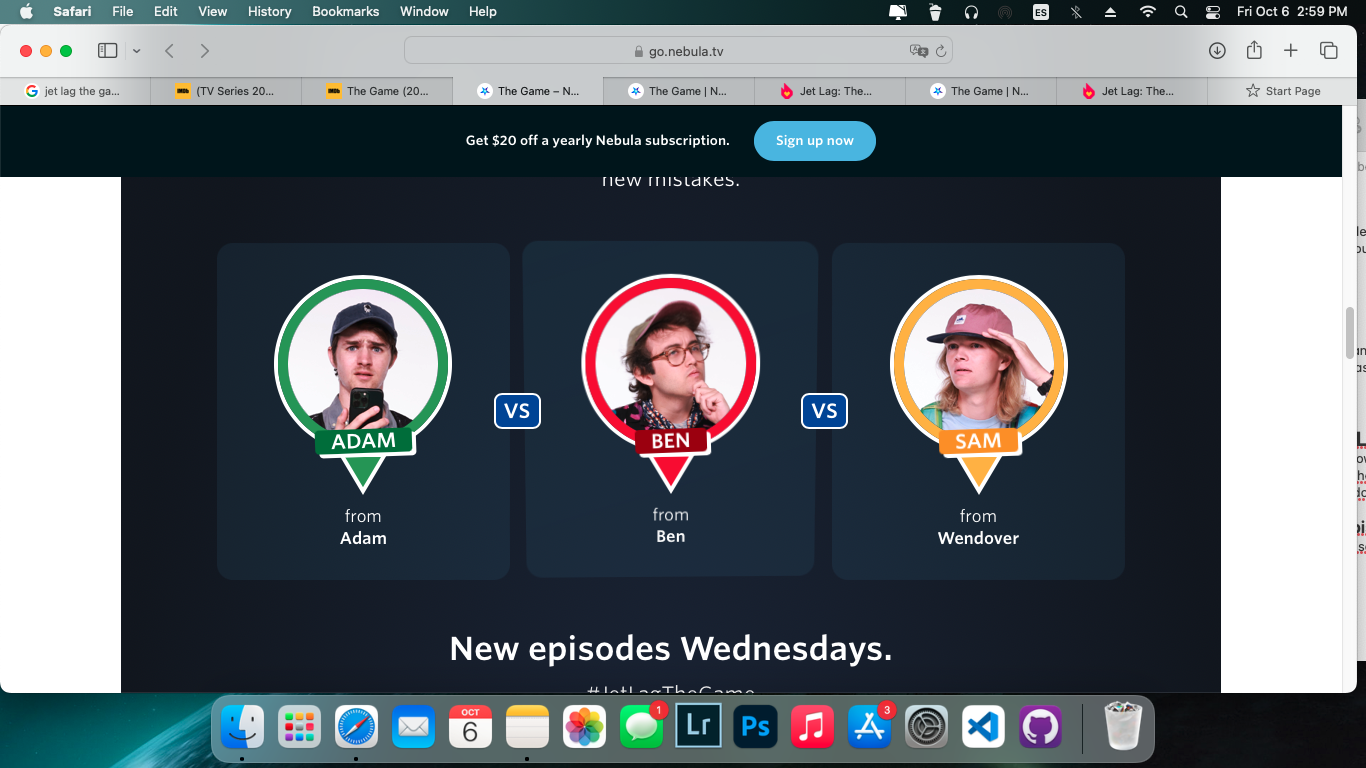 Safari File Edit View History Bookmarks Window Help ES Fri Oct 6 2:59 PM
go.nebula.tv
jet lag the ga... (TV Series 20... The Game (20... The Game – N... The Game | N... Jet Lag: The... The Game | N... Jet Lag: The... Start Page
Get $20 off a yearly Nebula subscription. Sign up now
new mistakes.
VS VS
ADAM BEN SAM
from from from
Adam Ben Wendover
New episodes Wednesdays.
#JetLagTheGame
1 3
OCT
6
Lr Ps